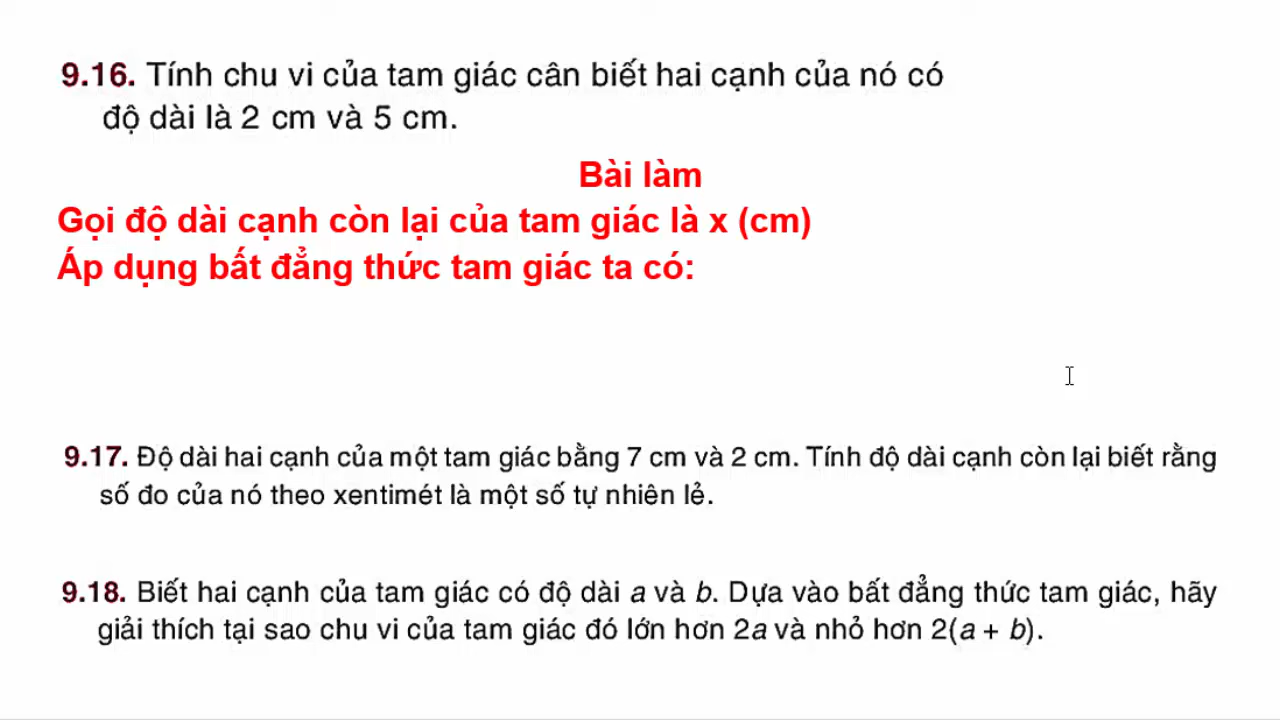 9.16. Tính chu vi của tam giác cân biết hai cạnh của nó có
độ dài là 2 cm và 5 cm.
Bài làm
Gọi độ dài cạnh còn lại của tam giác là x (cm)
Áp dụng bất đẳng thức tam giác ta có:
9.17. Độ dài hai cạnh của một tam giác bằng 7 cm và 2 cm. Tính độ dài cạnh còn lại biết rằng
số đo của nó theo xentimét là một số tự nhiên lẻ.
9.18. Biết hai cạnh của tam giác có độ dài a và b. Dựa vào bất đẳng thức tam giác, hãy
giải thích tại sao chu vi của tam giác đó lớn hơn 2a và nhỏ hơn 2(a + b).